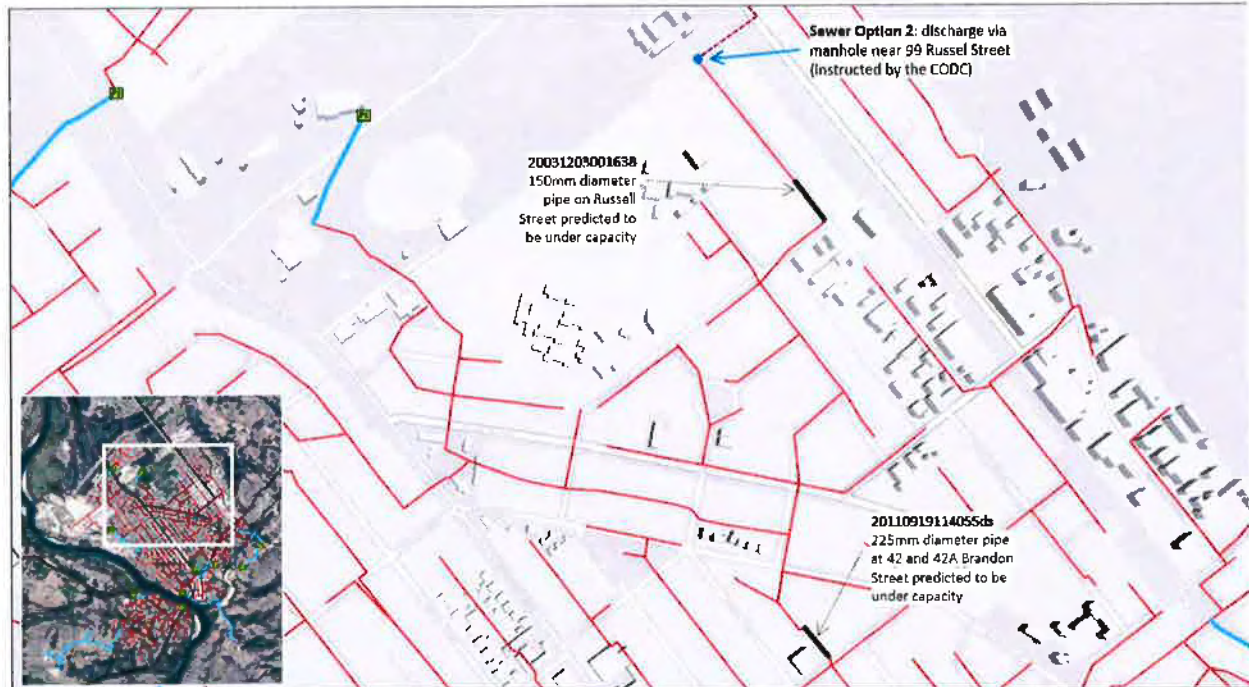 Sewer Option 2: discharge via
manhole near 99 Russel Street
(instructed by the CODC)
20031203001638
150mm diameter
pipe on Russell
Street predicted to
be under capacity
20110919114055ds
225mm diameter pipe
at 42 and 42A Brandon
Street predicted to be
under capacity